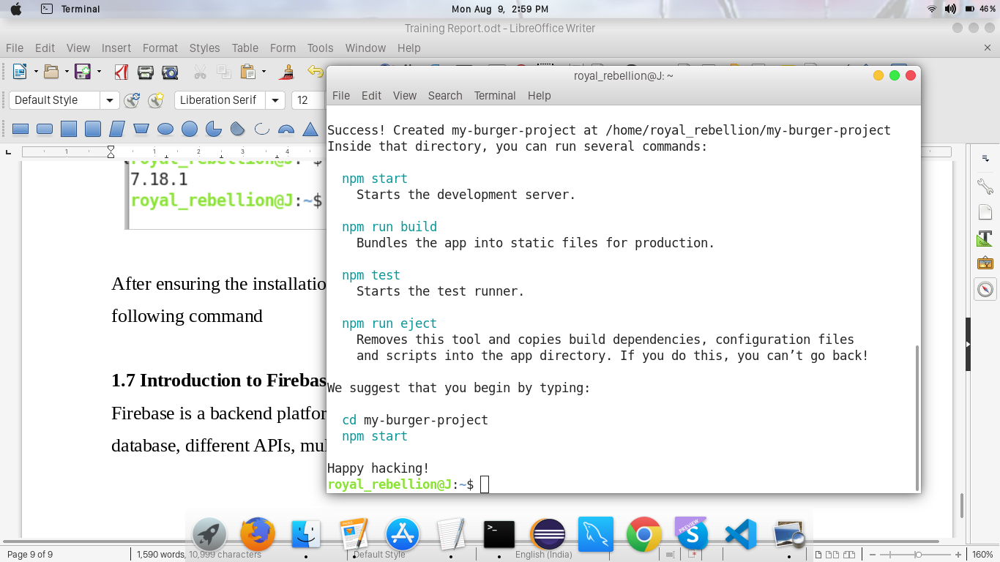 Terminal
Mon Aug 9, 2:59 PM
46%
Training Report.odt - LibreOffice Writer
File Edit View Insert Format Styles Table Form Tools Window Help
Default Style
Liberation Serif
12
royal_rebellion@J: ~
File Edit View Search Terminal Help
1 1 2 3 4
royal_rebellion@J:~$
7.18.1
royal_rebellion@J:~$
After ensuring the installatio
following command
1.7 Introduction to Firebas
Firebase is a backend platfor
database, different APIs, mul
Success! Created my-burger-project at /home/royal_rebellion/my-burger-project
Inside that directory, you can run several commands:
npm start
Starts the development server.
npm run build
Bundles the app into static files for production.
npm test
Starts the test runner.
npm run eject
Removes this tool and copies build dependencies, configuration files
and scripts into the app directory. If you do this, you can’t go back!
We suggest that you begin by typing:
cd my-burger-project
npm start
Happy hacking!
royal_rebellion@J:~$
PAGES
>_
PREVIEW
S
Page 9 of 9
1,590 words, 10,999 characters
Default Style
English (India)
160%